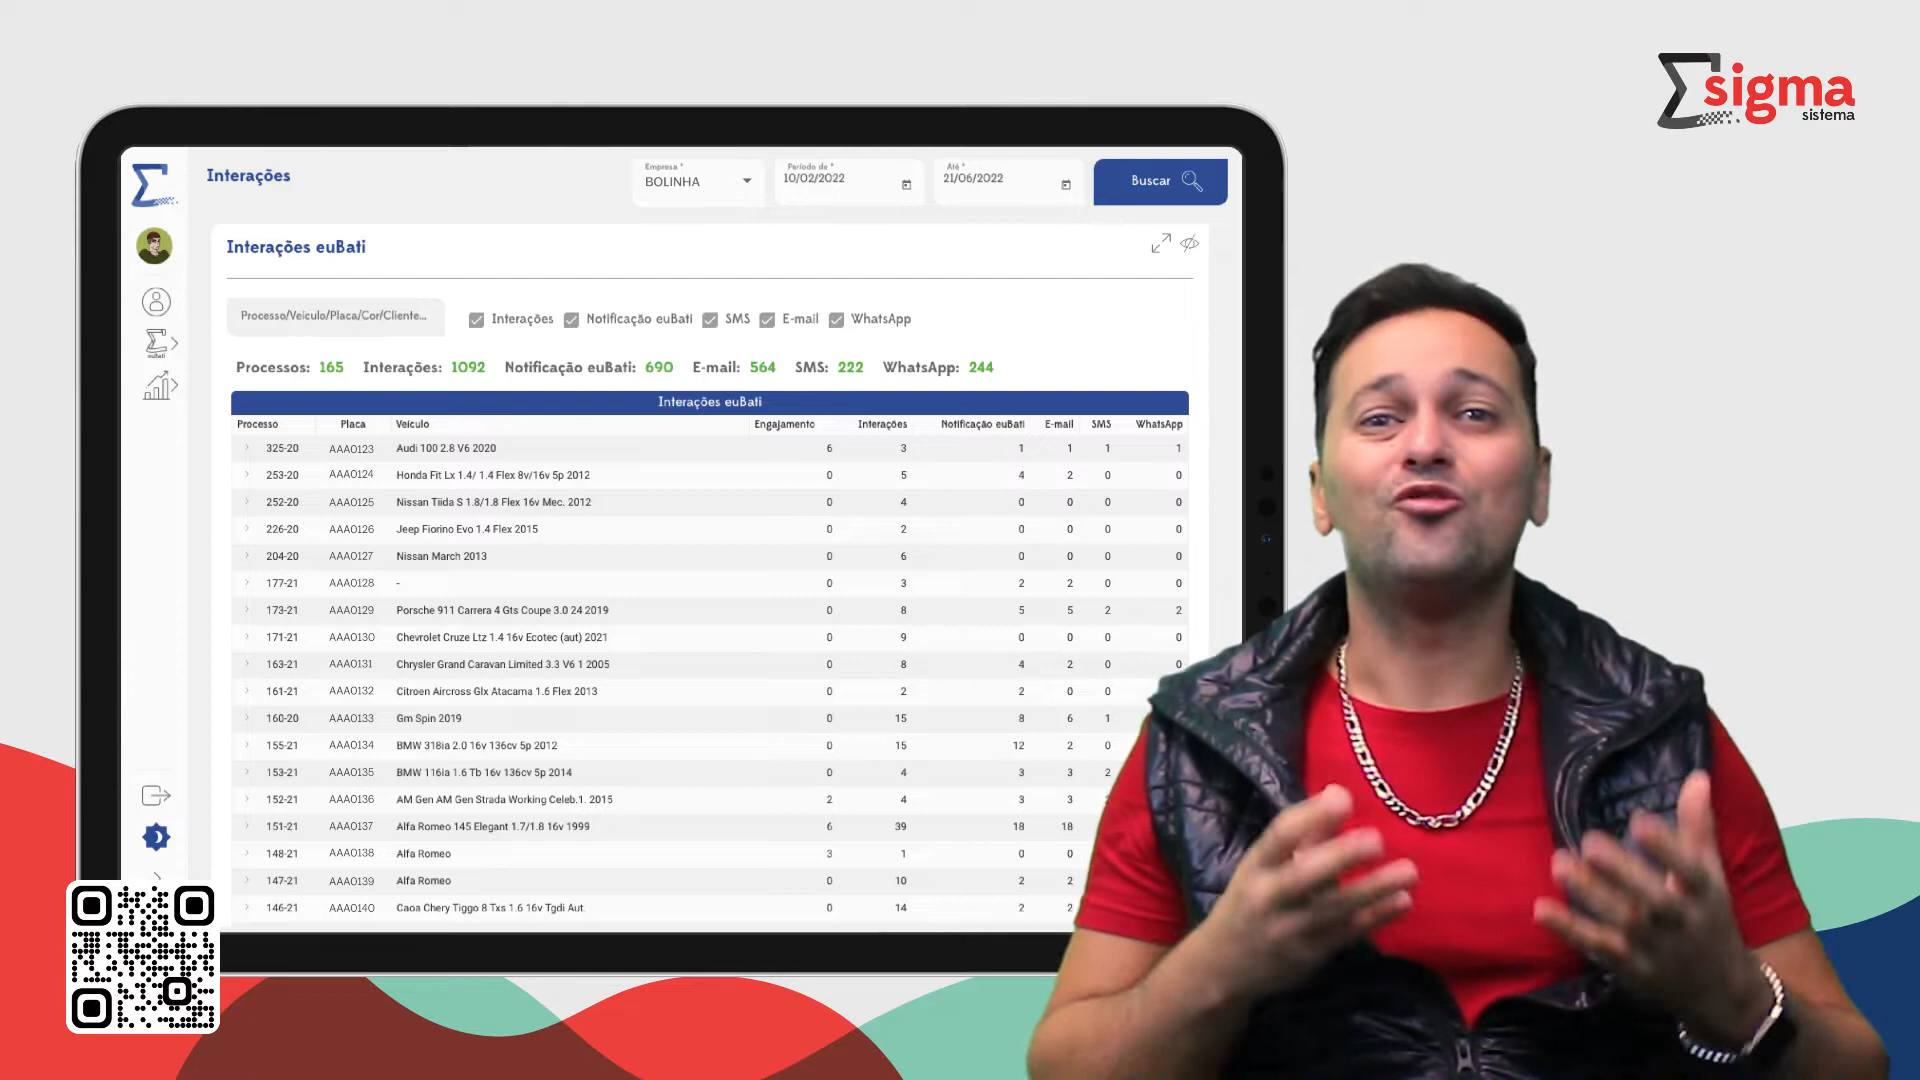 sigma
sistema
Interações
Empresa *
BOLINHA
Período de *
10/02/2022
Até *
21/06/2022
Buscar
Interações euBati
Processo/Veículo/Placa/Cor/Cliente...
Interações Notificação euBati SMS E-mail WhatsApp
Processos: 165 Interações: 1092 Notificação euBati: 690 E-mail: 564 SMS: 222 WhatsApp: 244
euBati
Interações euBati
Processo Placa Veículo Engajamento Interações Notificação euBati E-mail SMS WhatsApp
325-20 AAA0123 Audi 100 2.8 V6 2020 6 3 1 1 1 1
253-20 AAA0124 Honda Fit Lx 1.4/ 1.4 Flex 8v/16v 5p 2012 0 5 4 2 0 0
252-20 AAA0125 Nissan Tiida S 1.8/1.8 Flex 16v Mec. 2012 0 4 0 0 0 0
226-20 AAA0126 Jeep Fiorino Evo 1.4 Flex 2015 0 2 0 0 0 0
204-20 AAA0127 Nissan March 2013 0 6 0 0 0 0
177-21 AAA0128 - 0 3 2 2 0 0
173-21 AAA0129 Porsche 911 Carrera 4 Gts Coupe 3.0 24 2019 0 8 5 5 2 2
171-21 AAA0130 Chevrolet Cruze Ltz 1.4 16v Ecotec (aut) 2021 0 9 0 0 0 0
163-21 AAA0131 Chrysler Grand Caravan Limited 3.3 V6 1 2005 0 8 4 2 0 0
161-21 AAA0132 Citroen Aircross Glx Atacama 1.6 Flex 2013 0 2 2 0 0
160-20 AAA0133 Gm Spin 2019 0 15 8 6 1
155-21 AAA0134 BMW 318ia 2.0 16v 136cv 5p 2012 0 15 12 2 0
153-21 AAA0135 BMW 116ia 1.6 Tb 16v 136cv 5p 2014 0 4 3 3 2
152-21 AAA0136 AM Gen AM Gen Strada Working Celeb.1. 2015 2 4 3 3
151-21 AAA0137 Alfa Romeo 145 Elegant 1.7/1.8 16v 1999 6 39 18 18
148-21 AAA0138 Alfa Romeo 3 1 0 0
147-21 AAA0139 Alfa Romeo 0 10 2 2
146-21 AAA0140 Caoa Chery Tiggo 8 Txs 1.6 16v Tgdi Aut. 0 14 2 2